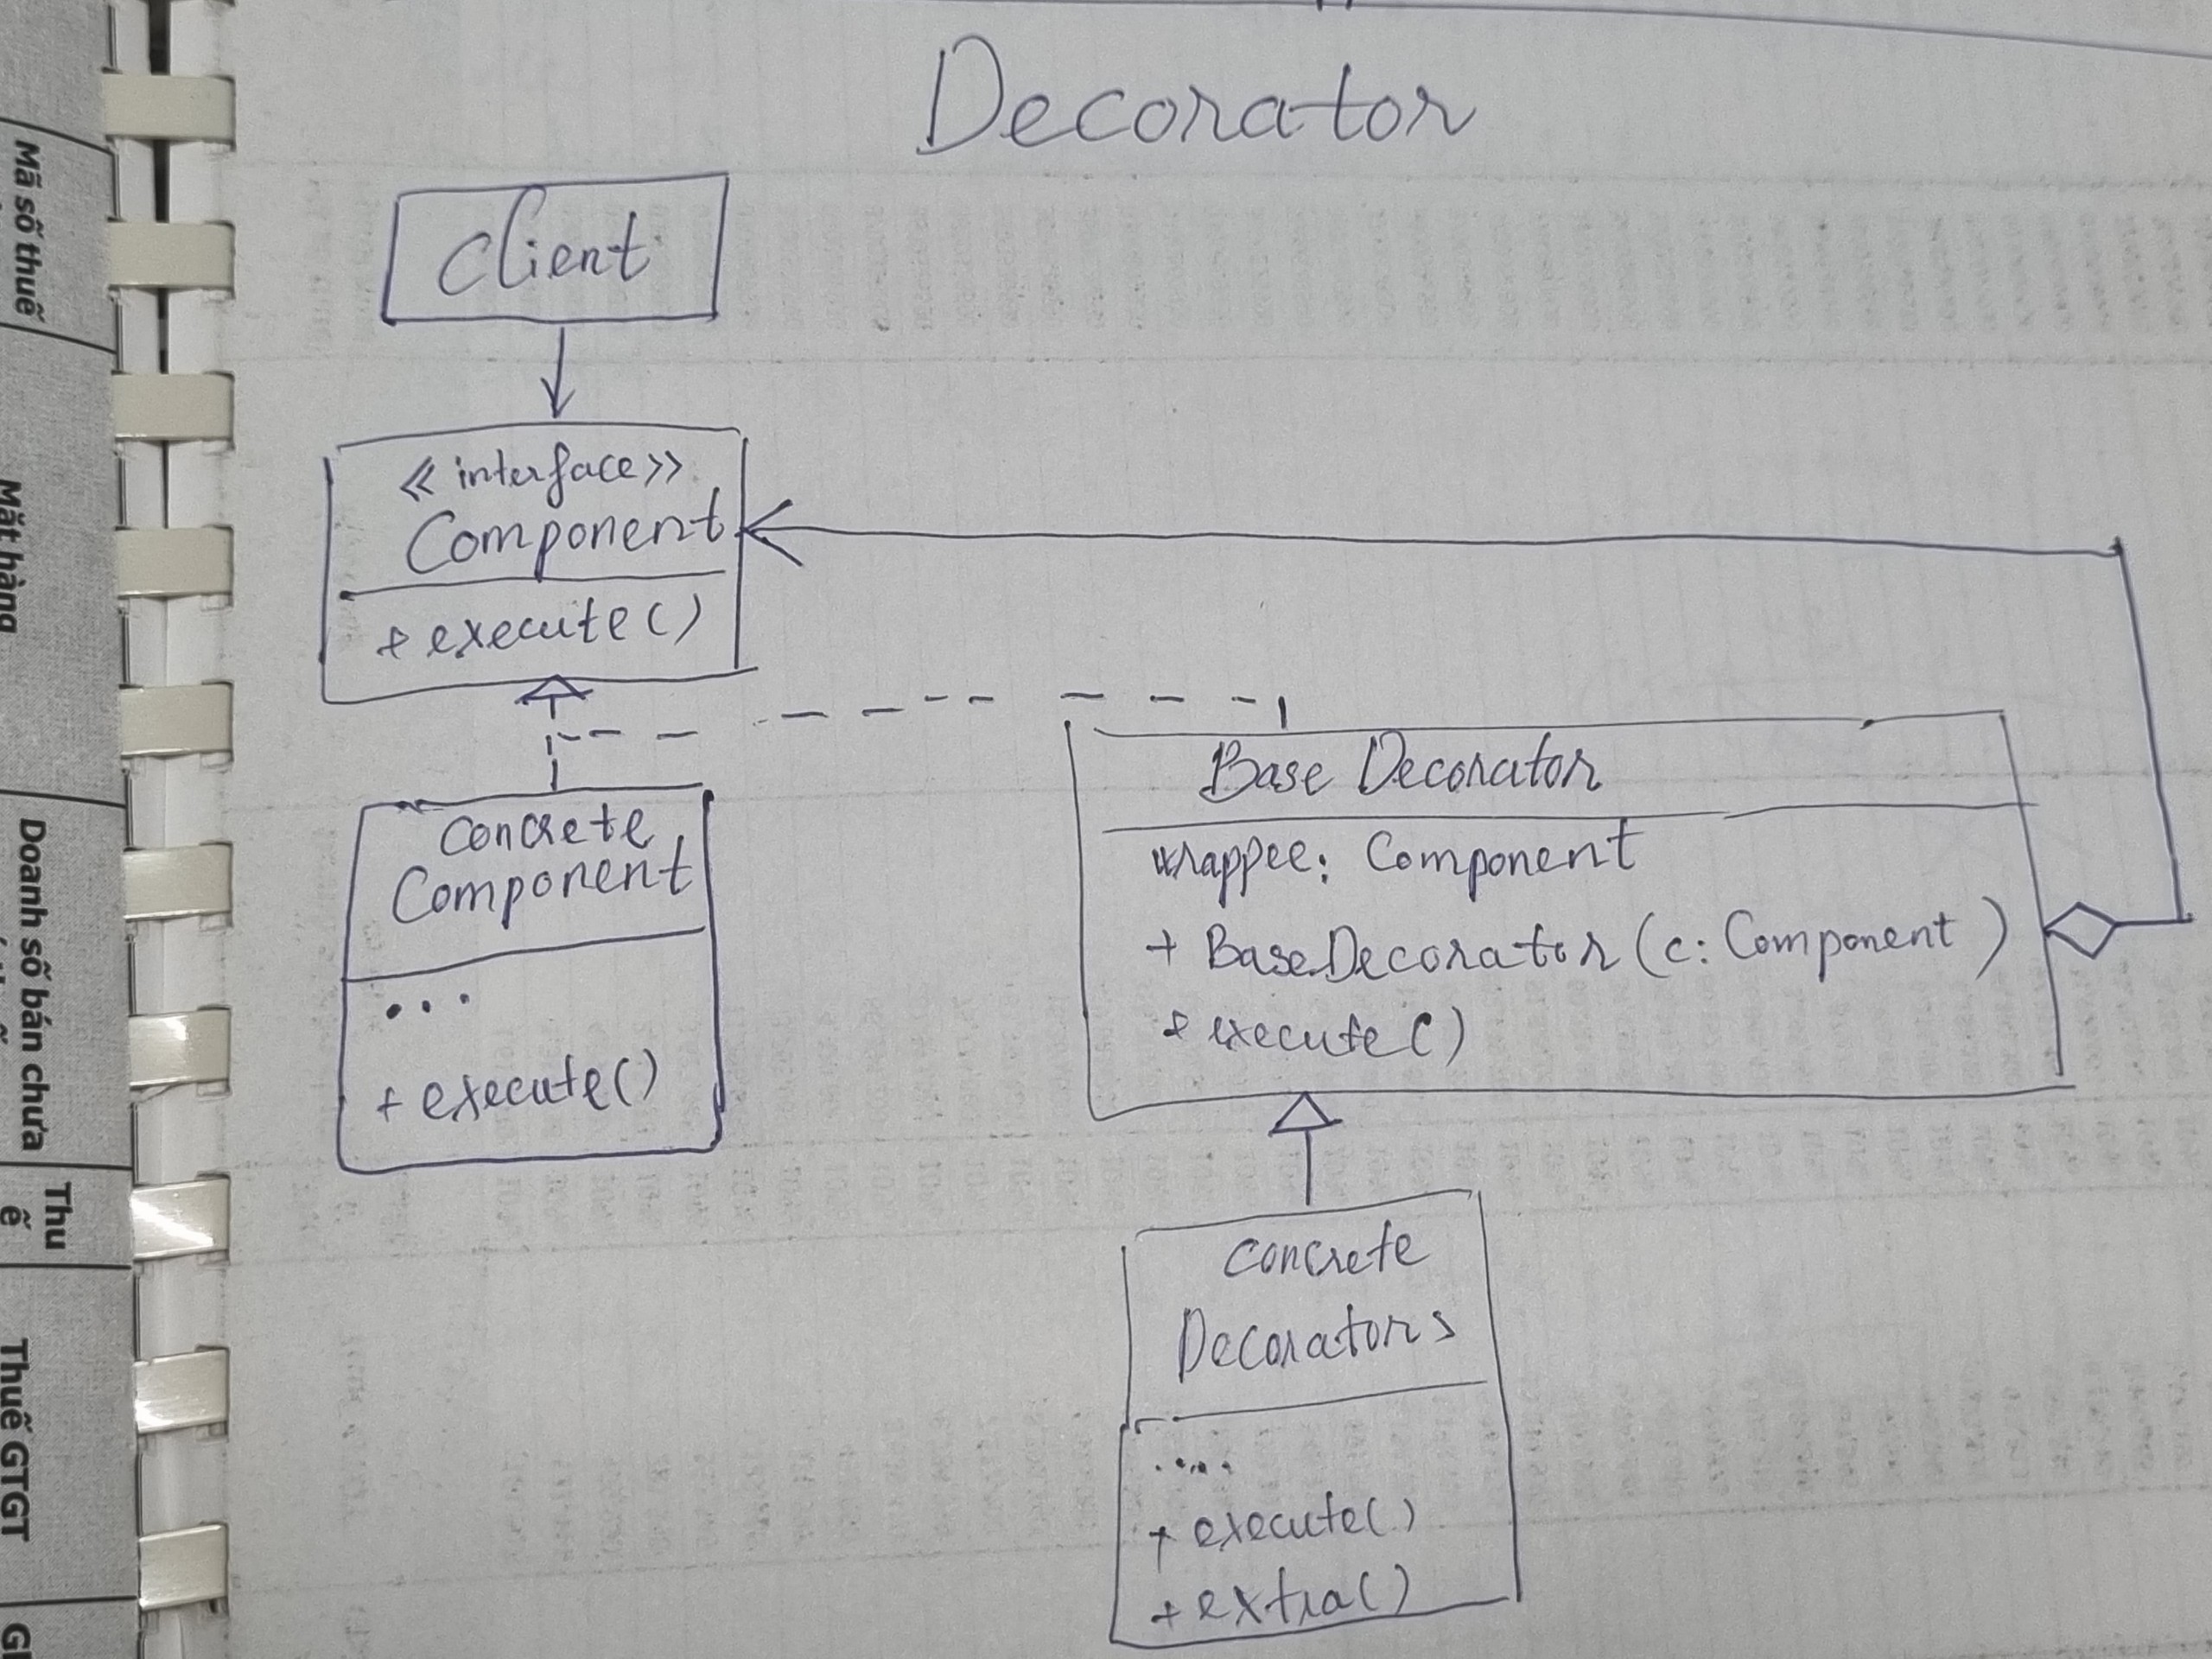 Decorator
Client
<< interface >>
Component
+ execute()
Concrete
Component
...
+ execute()
Base Decorator
wrappee: Component
+ BaseDecorator (c: Component)
+ execute()
Concrete
Decorators
.....
+ execute()
+ extra()
Mã số thuế
Mặt hàng
Doanh số bán chưa
Thu
ế
Thuế GTGT